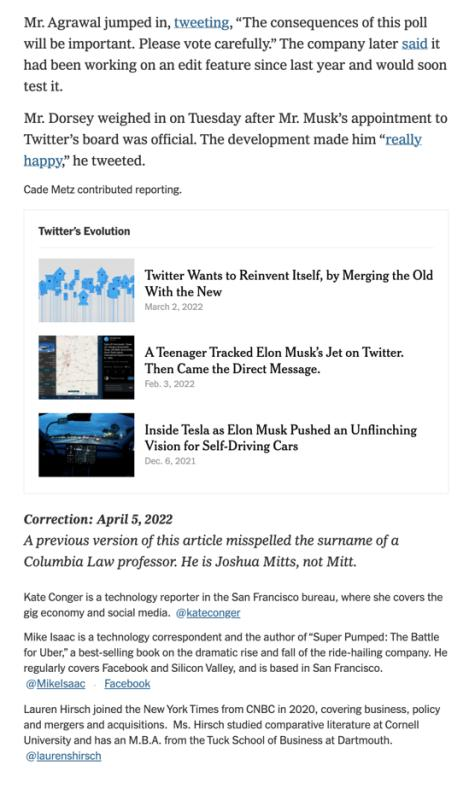 Mr. Agrawal jumped in, tweeting, “The consequences of this poll
will be important. Please vote carefully.” The company later said it
had been working on an edit feature since last year and would soon
test it.
Mr. Dorsey weighed in on Tuesday after Mr. Musk’s appointment to
Twitter’s board was official. The development made him “really
happy,” he tweeted.
Cade Metz contributed reporting.
Twitter’s Evolution
Twitter Wants to Reinvent Itself, by Merging the Old
With the New
March 2, 2022
A Teenager Tracked Elon Musk’s Jet on Twitter.
Then Came the Direct Message.
Feb. 3, 2022
Inside Tesla as Elon Musk Pushed an Unflinching
Vision for Self-Driving Cars
Dec. 6, 2021
Correction: April 5, 2022
A previous version of this article misspelled the surname of a
Columbia Law professor. He is Joshua Mitts, not Mitt.
Kate Conger is a technology reporter in the San Francisco bureau, where she covers the
gig economy and social media. @kateconger
Mike Isaac is a technology correspondent and the author of “Super Pumped: The Battle
for Uber,” a best-selling book on the dramatic rise and fall of the ride-hailing company. He
regularly covers Facebook and Silicon Valley, and is based in San Francisco.
@MikeIsaac · Facebook
Lauren Hirsch joined the New York Times from CNBC in 2020, covering business, policy
and mergers and acquisitions. Ms. Hirsch studied comparative literature at Cornell
University and has an M.B.A. from the Tuck School of Business at Dartmouth.
@laurenshirsch